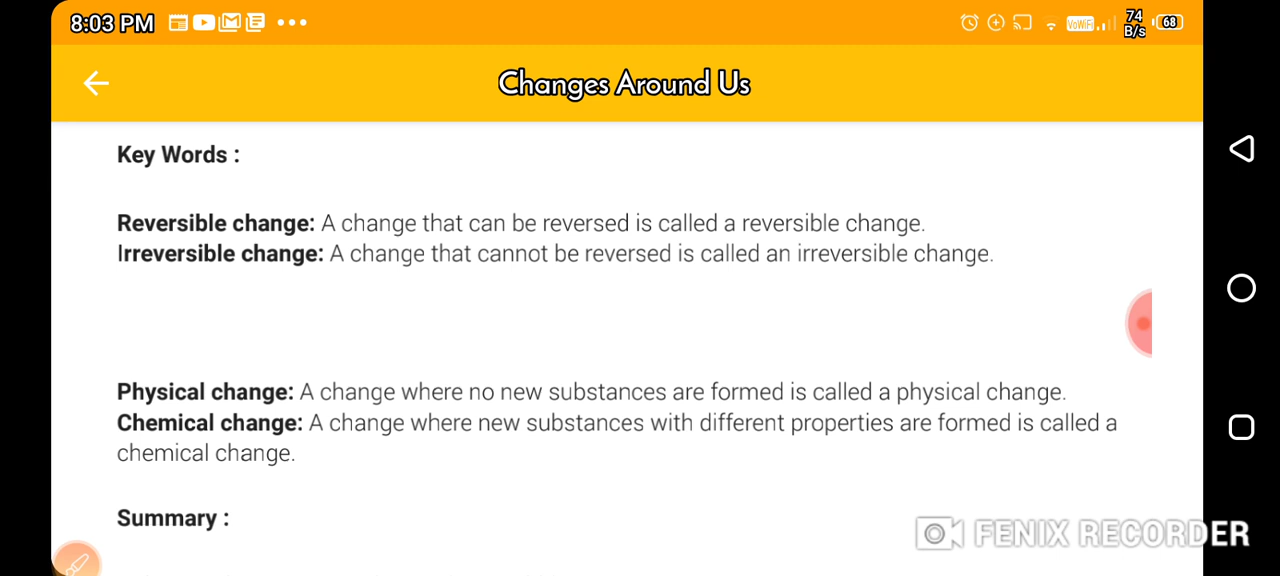 8:03 PM
VoWiFi 74 B/s 68
Changes Around Us
Key Words :
Reversible change: A change that can be reversed is called a reversible change.
Irreversible change: A change that cannot be reversed is called an irreversible change.
Physical change: A change where no new substances are formed is called a physical change.
Chemical change: A change where new substances with different properties are formed is called a
chemical change.
Summary :
FENIX RECORDER